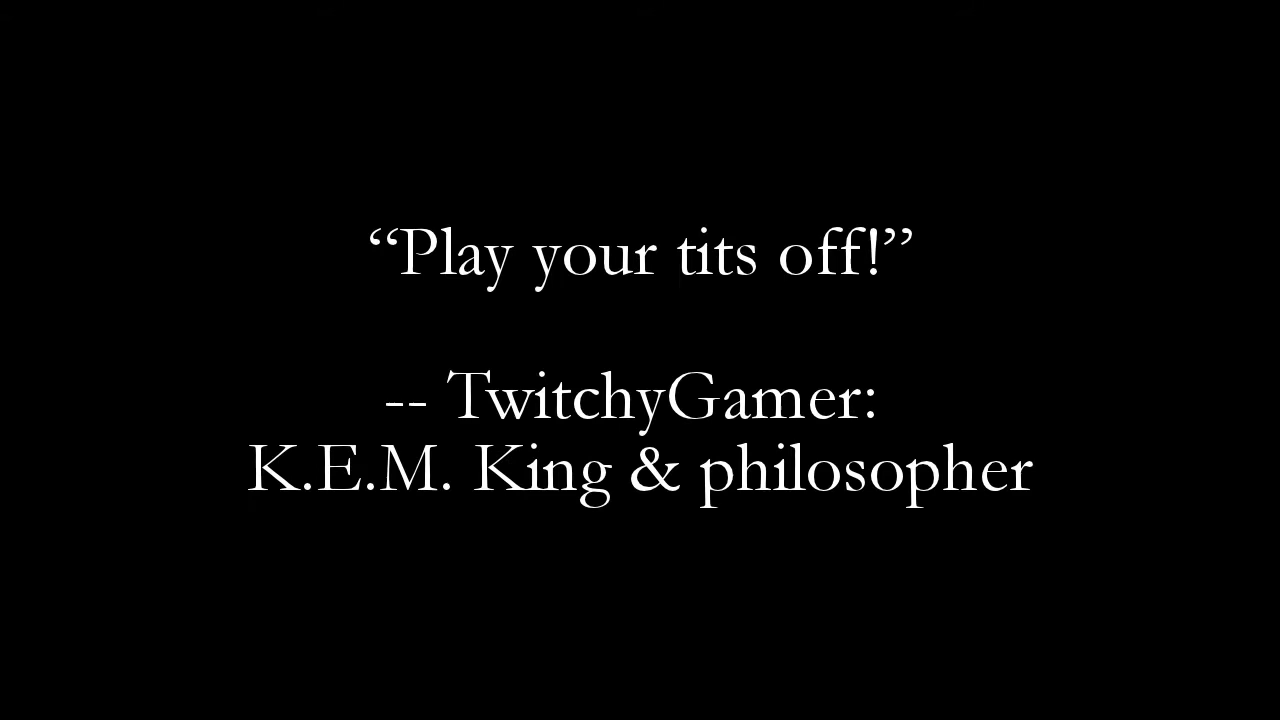 “Play your tits off!”
-- TwitchyGamer:
K.E.M. King & philosopher